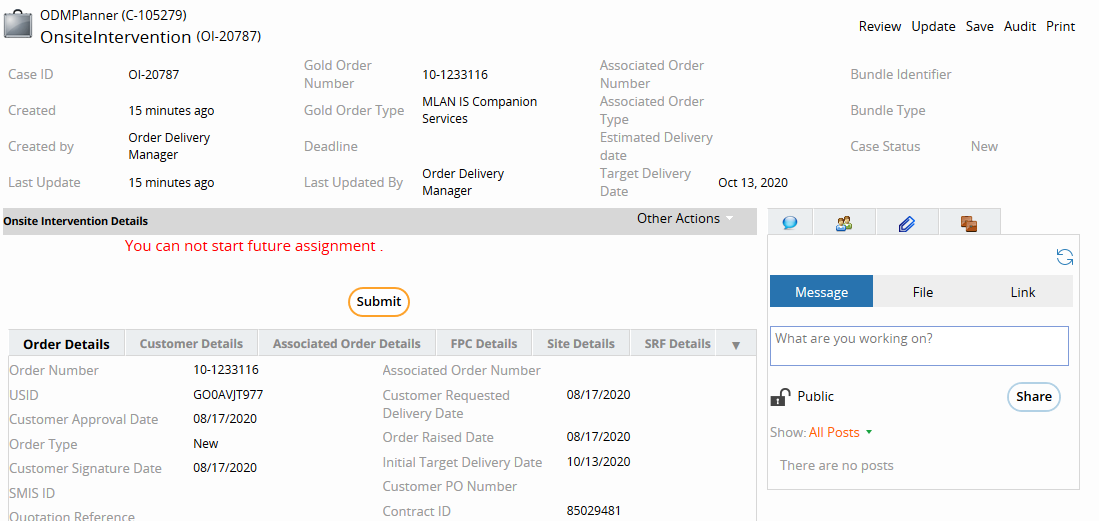 ODMPlanner (C-105279)
OnsiteIntervention (OI-20787)
Review Update Save Audit Print
Case ID OI-20787 Gold Order Number 10-1233116 Associated Order Number Bundle Identifier
Created 15 minutes ago Gold Order Type MLAN IS Companion Services Associated Order Type Bundle Type
Created by Order Delivery Manager Deadline Estimated Delivery date Case Status New
Last Update 15 minutes ago Last Updated By Order Delivery Manager Target Delivery Date Oct 13, 2020
Onsite Intervention Details Other Actions
You can not start future assignment .
Submit
Order Details Customer Details Associated Order Details FPC Details Site Details SRF Details
Order Number 10-1233116 Associated Order Number
USID GO0AVJT977 Customer Requested Delivery Date 08/17/2020
Customer Approval Date 08/17/2020
Order Type New Order Raised Date 08/17/2020
Customer Signature Date 08/17/2020 Initial Target Delivery Date 10/13/2020
SMIS ID Customer PO Number
Quotation Reference Contract ID 85029481
Message File Link
What are you working on?
Public Share
Show: All Posts
There are no posts